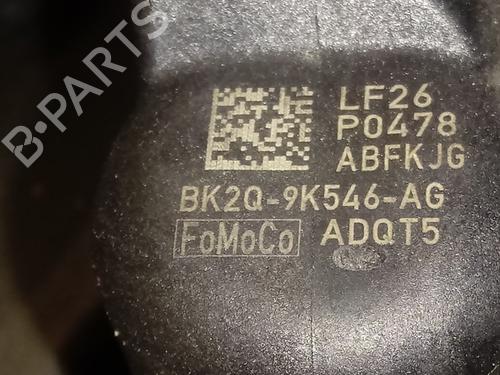 B-PARTS
LF26
P0478
ABFKJG
BK2Q-9K546-AG
FoMoCo ADQT5